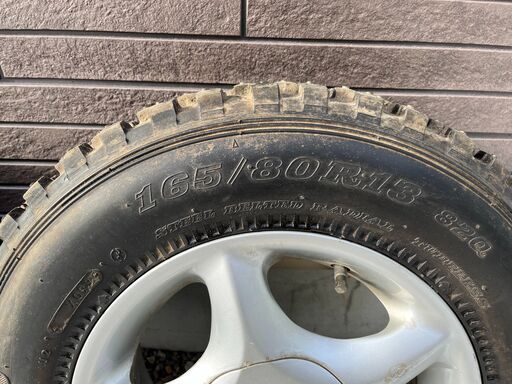 165/80R13 82Q
STEEL BELTED RADIAL